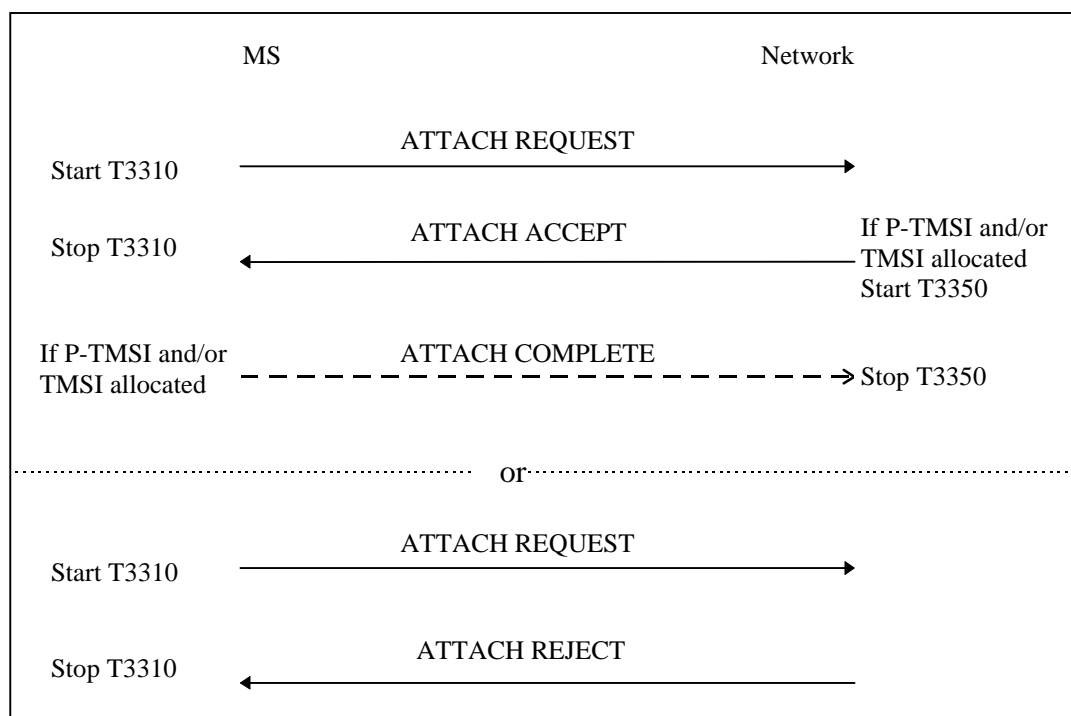 MS
Network
ATTACH REQUEST
Start T3310
ATTACH ACCEPT
Stop T3310
If P-TMSI and/or
TMSI allocated
Start T3350
If P-TMSI and/or
TMSI allocated
ATTACH COMPLETE
Stop T3350
or
ATTACH REQUEST
Start T3310
ATTACH REJECT
Stop T3310